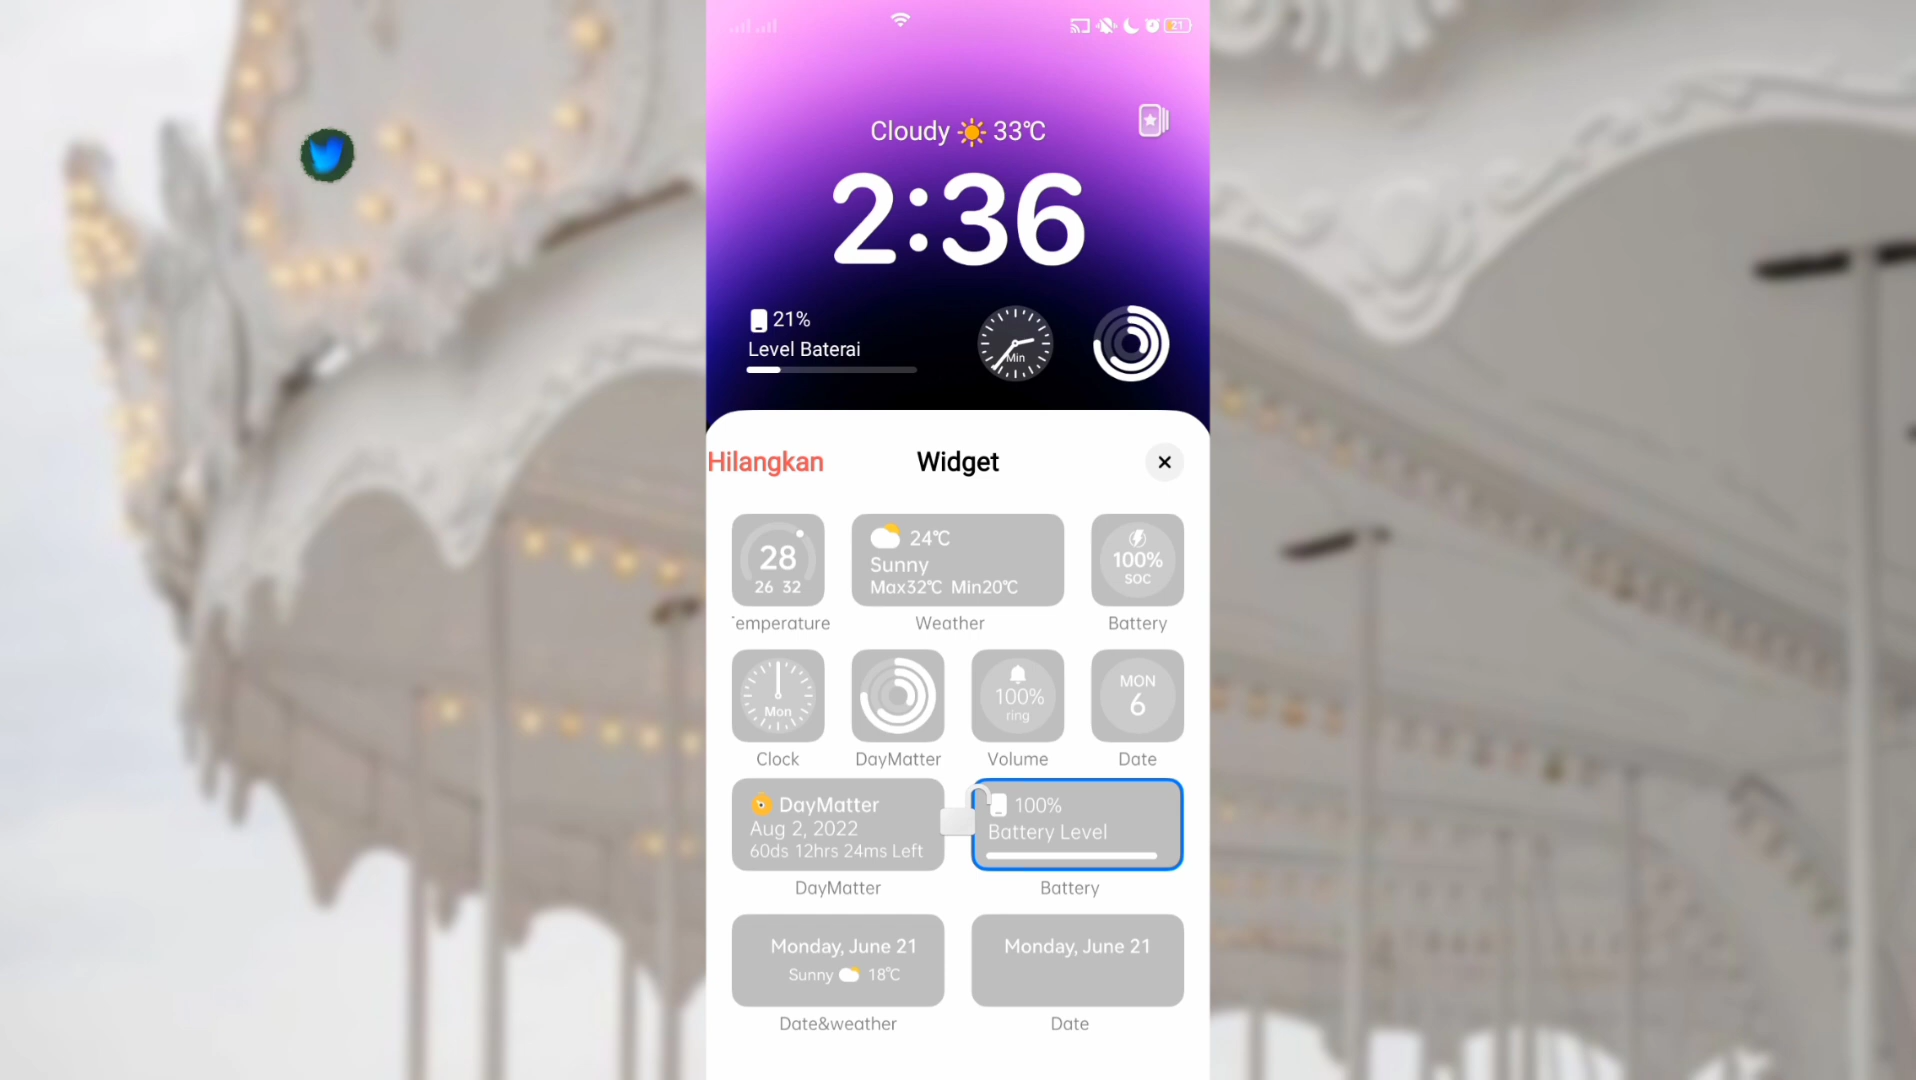 21
Cloudy 33℃
2:36
21%
Level Baterai
Min
Hilangkan
Widget
28
26 32
24℃
Sunny
Max32℃ Min20℃
100%
SOC
Temperature
Weather
Battery
Mon
100%
ring
MON
6
Clock
DayMatter
Volume
Date
DayMatter
Aug 2, 2022
60ds 12hrs 24ms Left
100%
Battery Level
DayMatter
Battery
Monday, June 21
Sunny 18℃
Monday, June 21
Date&weather
Date